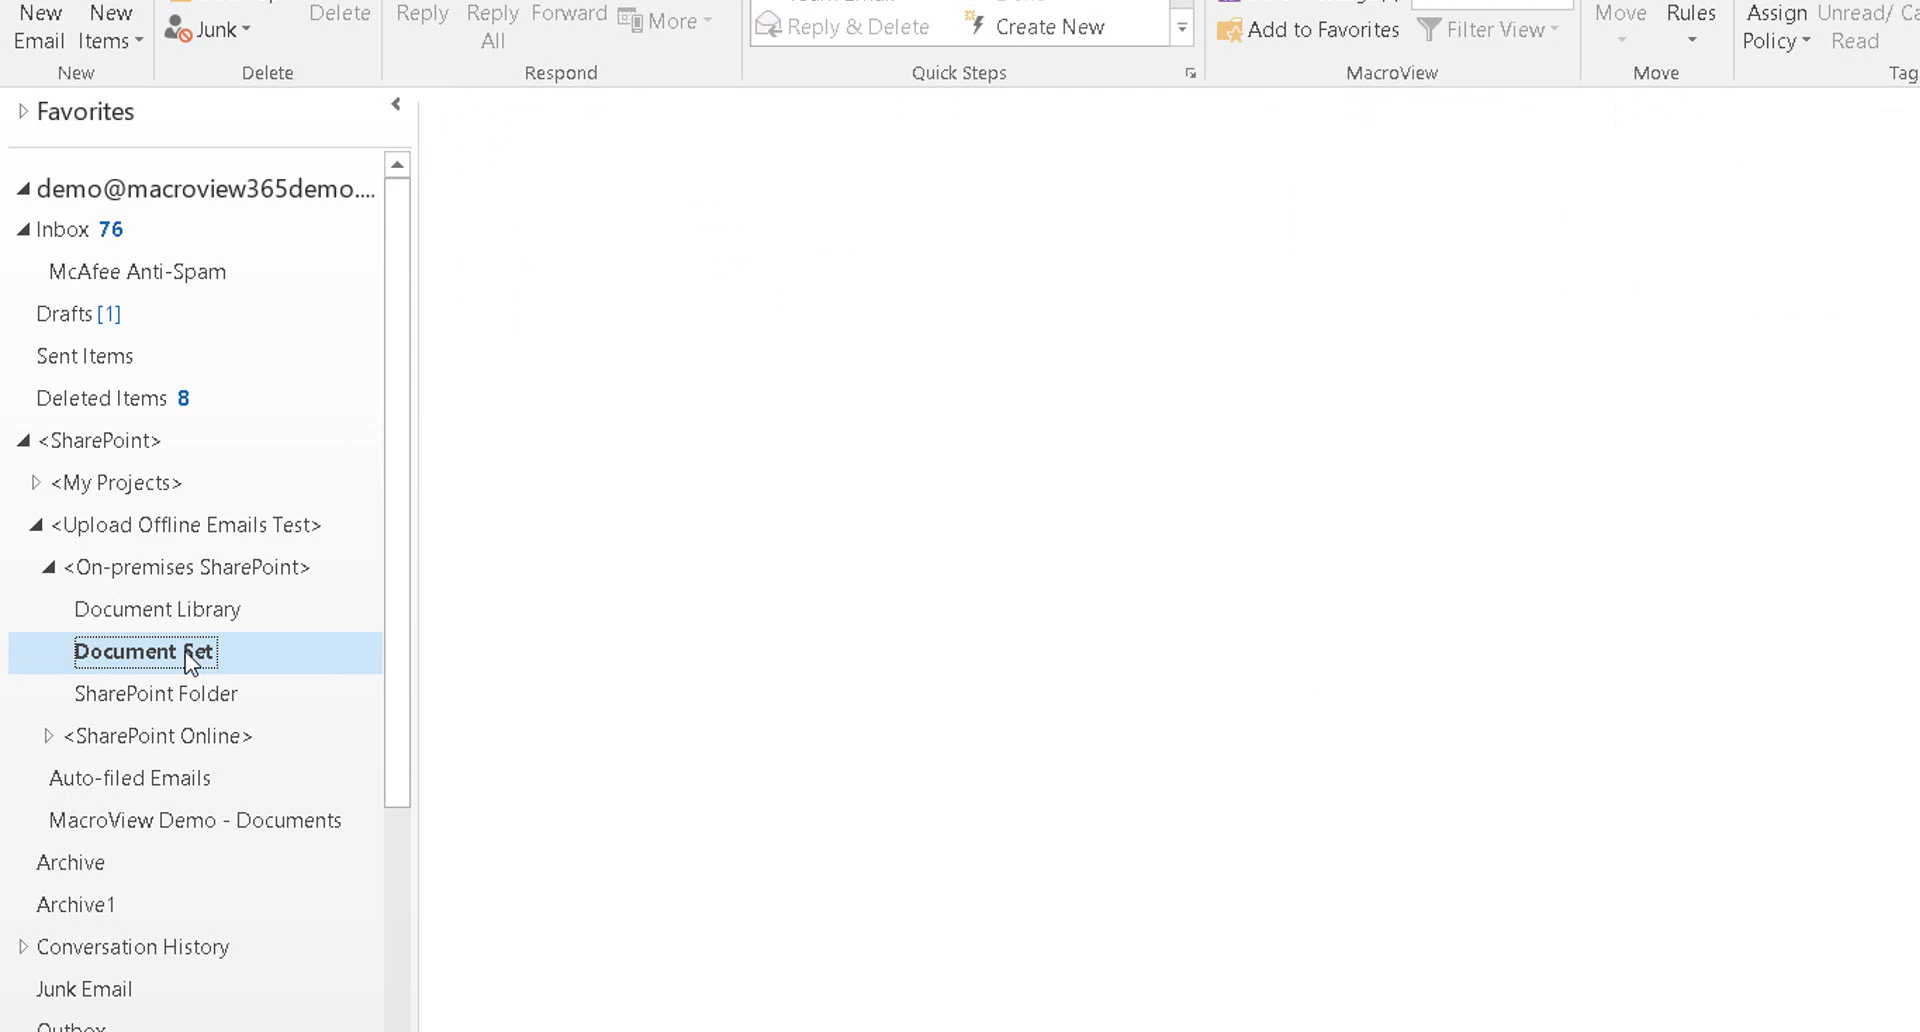 New Email
New Items
Junk
Delete
Reply
Reply All
Forward
More
Reply & Delete
Create New
Add to Favorites
Filter View
Move
Rules
Assign Policy
Unread/
Read
New
Delete
Respond
Quick Steps
MacroView
Move
Favorites
demo@macroview365demo....
Inbox 76
McAfee Anti-Spam
Drafts [1]
Sent Items
Deleted Items 8
<SharePoint>
<My Projects>
<Upload Offline Emails Test>
<On-premises SharePoint>
Document Library
Document Set
SharePoint Folder
<SharePoint Online>
Auto-filed Emails
MacroView Demo - Documents
Archive
Archive1
Conversation History
Junk Email
Outbox